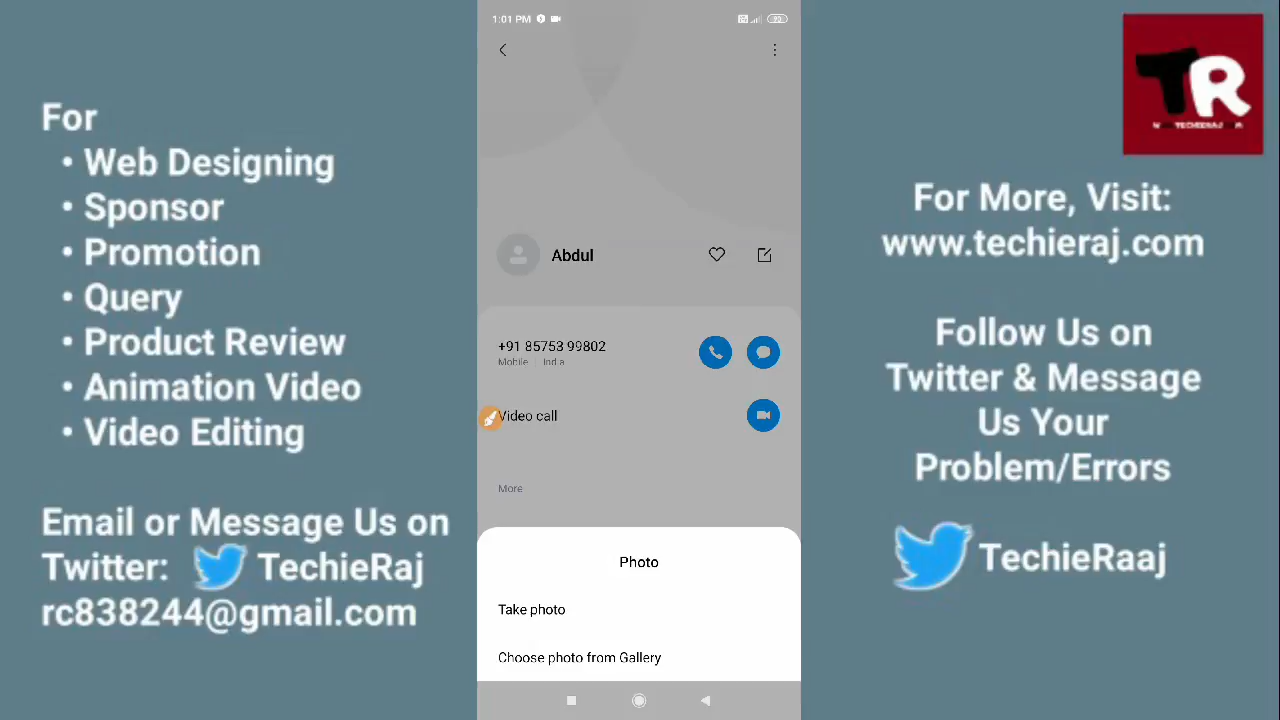 For
• Web Designing
• Sponsor
• Promotion
• Query
• Product Review
• Animation Video
• Video Editing
Email or Message Us on
Twitter: TechieRaj
rc838244@gmail.com
1:01 PM
Abdul
+91 85753 99802
Mobile | Ind a
Video call
More
Photo
Take photo
Choose photo from Gallery
TR
For More, Visit:
www.techieraj.com
Follow Us on
Twitter & Message
Us Your
Problem/Errors
TechieRaaj